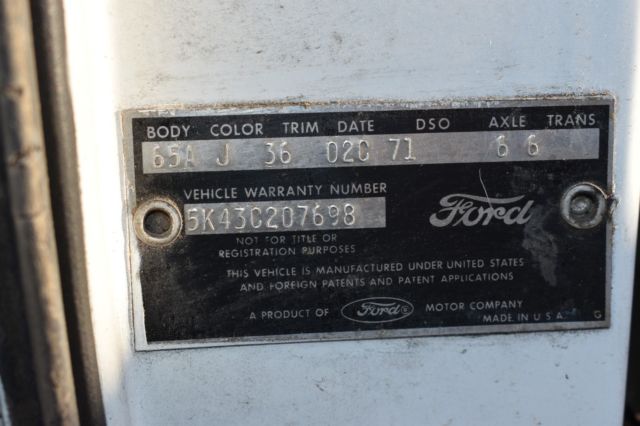 BODY COLOR TRIM DATE DSO AXLE TRANS
65A J 36 02C 71 6 6
VEHICLE WARRANTY NUMBER
5K43C207698
Ford
NOT FOR TITLE OR
REGISTRATION PURPOSES
THIS VEHICLE IS MANUFACTURED UNDER UNITED STATES
AND FOREIGN PATENTS AND PATENT APPLICATIONS
A PRODUCT OF Ford MOTOR COMPANY
MADE IN U.S.A. G